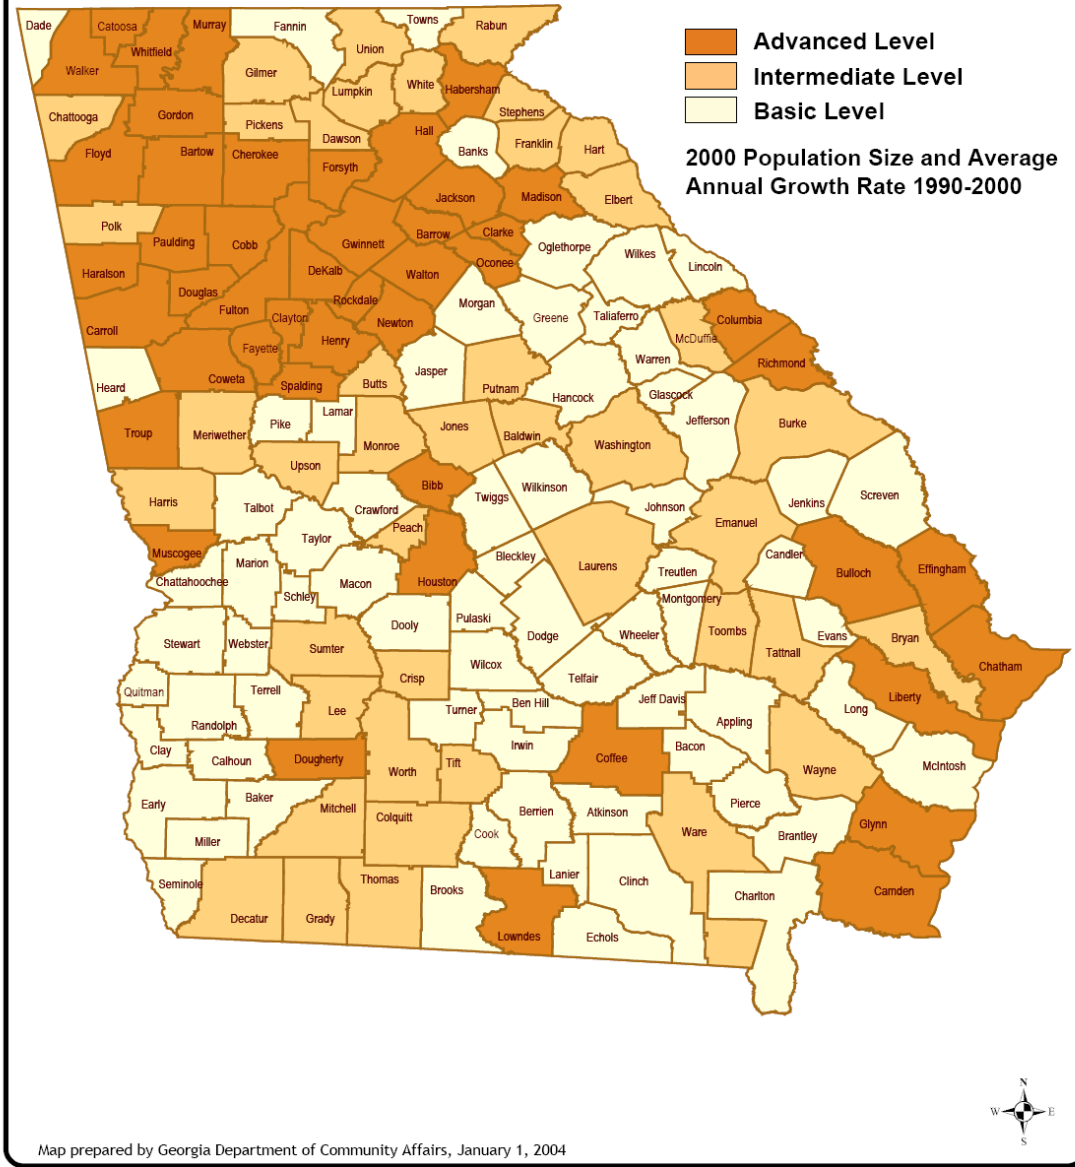 Dade
Catoosa
Murray
Fannin
Towns
Rabun
Union
Whitfield
Walker
Gilmer
White
Lumpkin
Habersham
Advanced Level
Intermediate Level
Basic Level
2000 Population Size and Average
Annual Growth Rate 1990-2000
Chattooga
Gordon
Pickens
Dawson
Hall
Stephens
Franklin
Hart
Banks
Floyd
Bartow
Cherokee
Forsyth
Jackson
Madison
Elbert
Polk
Paulding
Cobb
Gwinnett
Barrow
Clarke
Oglethorpe
Wilkes
Lincoln
Haralson
DeKalb
Walton
Oconee
Douglas
Rockdale
Morgan
Greene
Taliaferro
Columbia
Carroll
Fulton
Clayton
Newton
McDuffie
Fayette
Henry
Warren
Richmond
Heard
Coweta
Spalding
Butts
Jasper
Putnam
Hancock
Glascock
Troup
Meriwether
Pike
Lamar
Monroe
Jones
Baldwin
Washington
Jefferson
Burke
Upson
Bibb
Twiggs
Wilkinson
Johnson
Jenkins
Screven
Harris
Talbot
Crawford
Peach
Emanuel
Muscogee
Taylor
Bleckley
Laurens
Candler
Bulloch
Effingham
Chattahoochee
Marion
Schley
Macon
Houston
Treutlen
Montgomery
Stewart
Webster
Sumter
Dooly
Pulaski
Dodge
Wheeler
Toombs
Tattnall
Evans
Bryan
Chatham
Quitman
Terrell
Lee
Crisp
Wilcox
Telfair
Jeff Davis
Appling
Long
Liberty
Randolph
Turner
Ben Hill
Clay
Calhoun
Dougherty
Worth
Tift
Irwin
Coffee
Bacon
Wayne
McIntosh
Early
Baker
Mitchell
Colquitt
Berrien
Atkinson
Pierce
Miller
Cook
Ware
Brantley
Glynn
Seminole
Decatur
Grady
Thomas
Brooks
Lanier
Clinch
Charlton
Camden
Lowndes
Echols
N
W
E
S
Map prepared by Georgia Department of Community Affairs, January 1, 2004